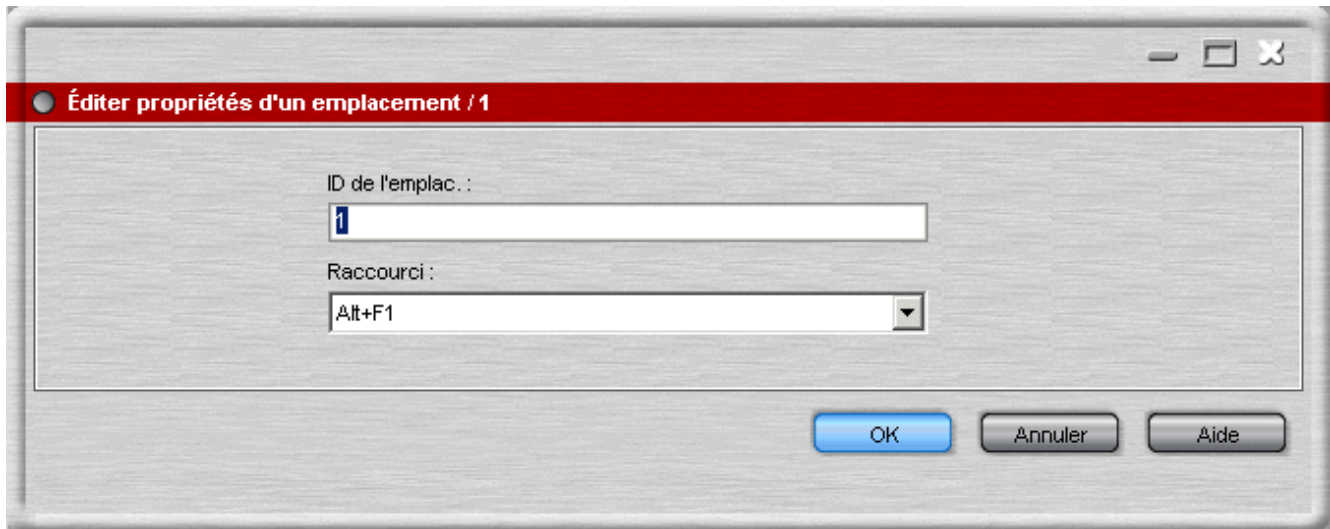 Éditer propriétés d'un emplacement / 1
ID de l'emplac. :
1
Raccourci :
Alt+F1
OK Annuler Aide